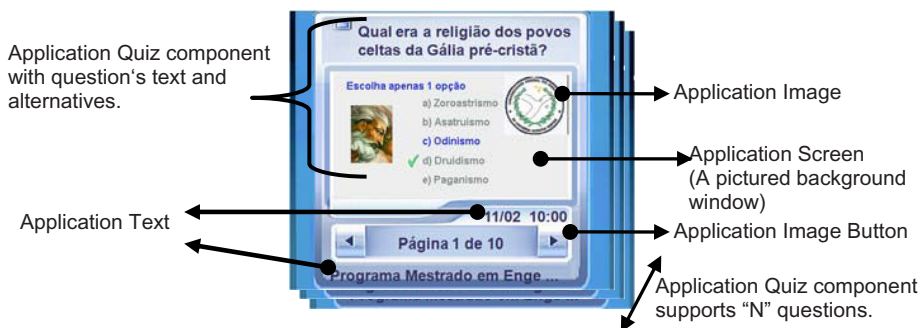 Qual era a religião dos povos
celtas da Gália pré-cristã?
Application Quiz component
with question‘s text and
alternatives.
Escolha apenas 1 opção
a) Zoroastrismo
b) Asatruismo
c) Odinismo
d) Druidismo
e) Paganismo
Application Image
Application Screen
(A pictured background
window)
Application Text
11/02 10:00
Application Image Button
Página 1 de 10
Programa Mestrado em Enge ...
Application Quiz component
supports “N” questions.